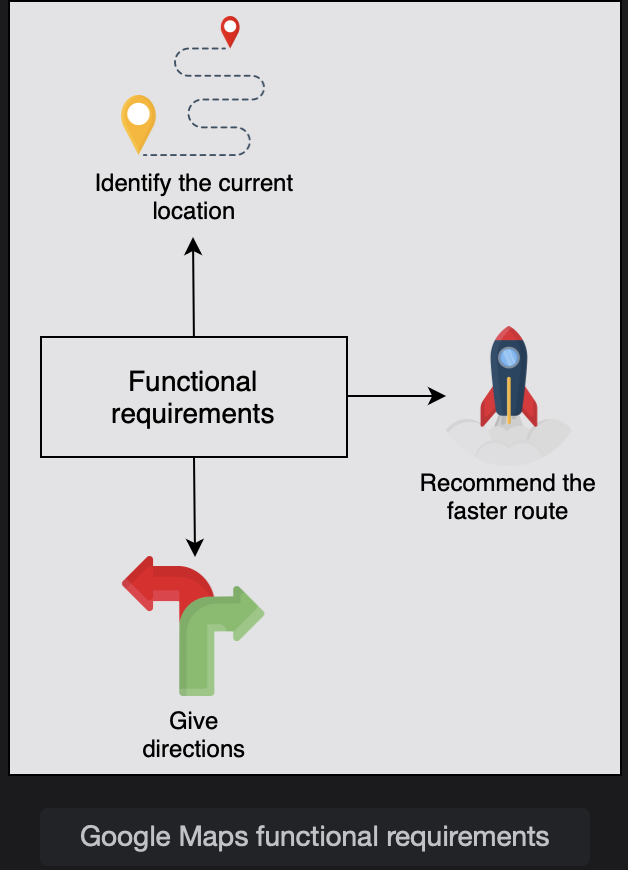 Identify the current
location
Functional
requirements
Recommend the
faster route
Give
directions
Google Maps functional requirements